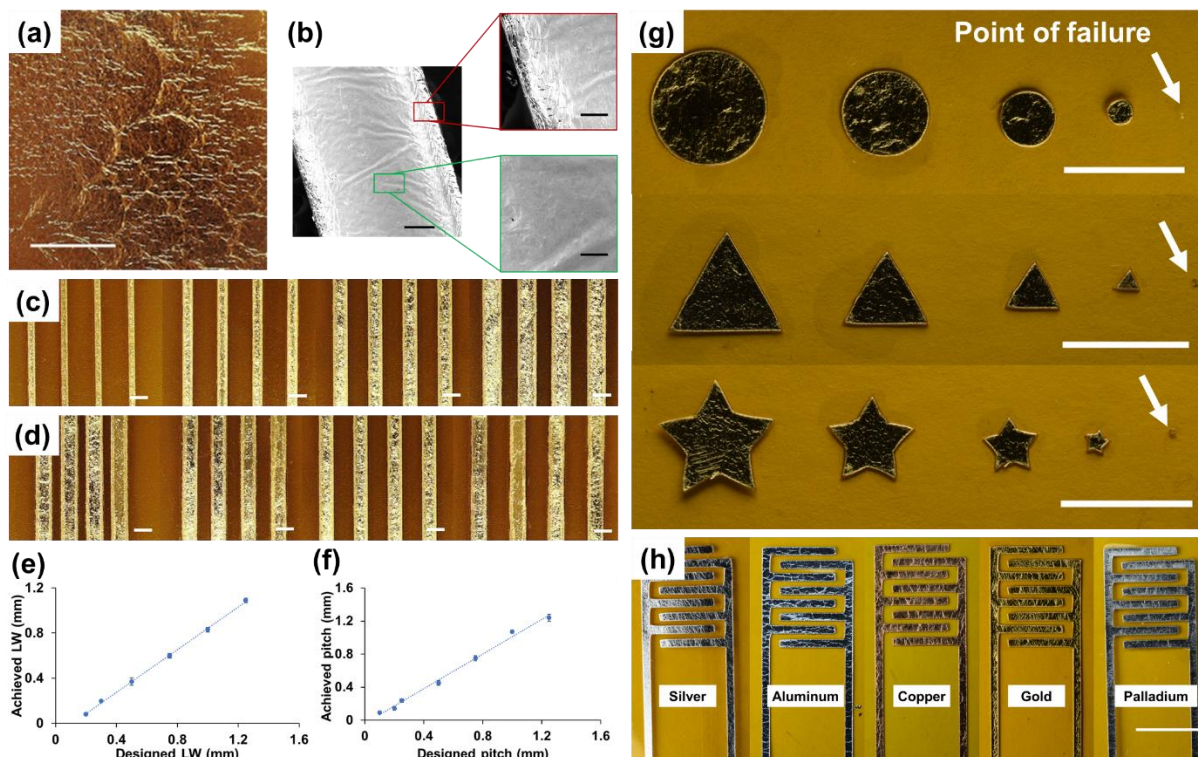 (a)
(b)
(c)
(d)
(e)
1.2
0.8
0.4
0
0 0.4 0.8 1.2 1.6
Achieved LW (mm)
Designed LW (mm)
(f)
1.6
1.2
0.8
0.4
0
0 0.4 0.8 1.2 1.6
Achieved pitch (mm)
Designed pitch (mm)
(g)
Point of failure
(h)
Silver
Aluminum
Copper
Gold
Palladium